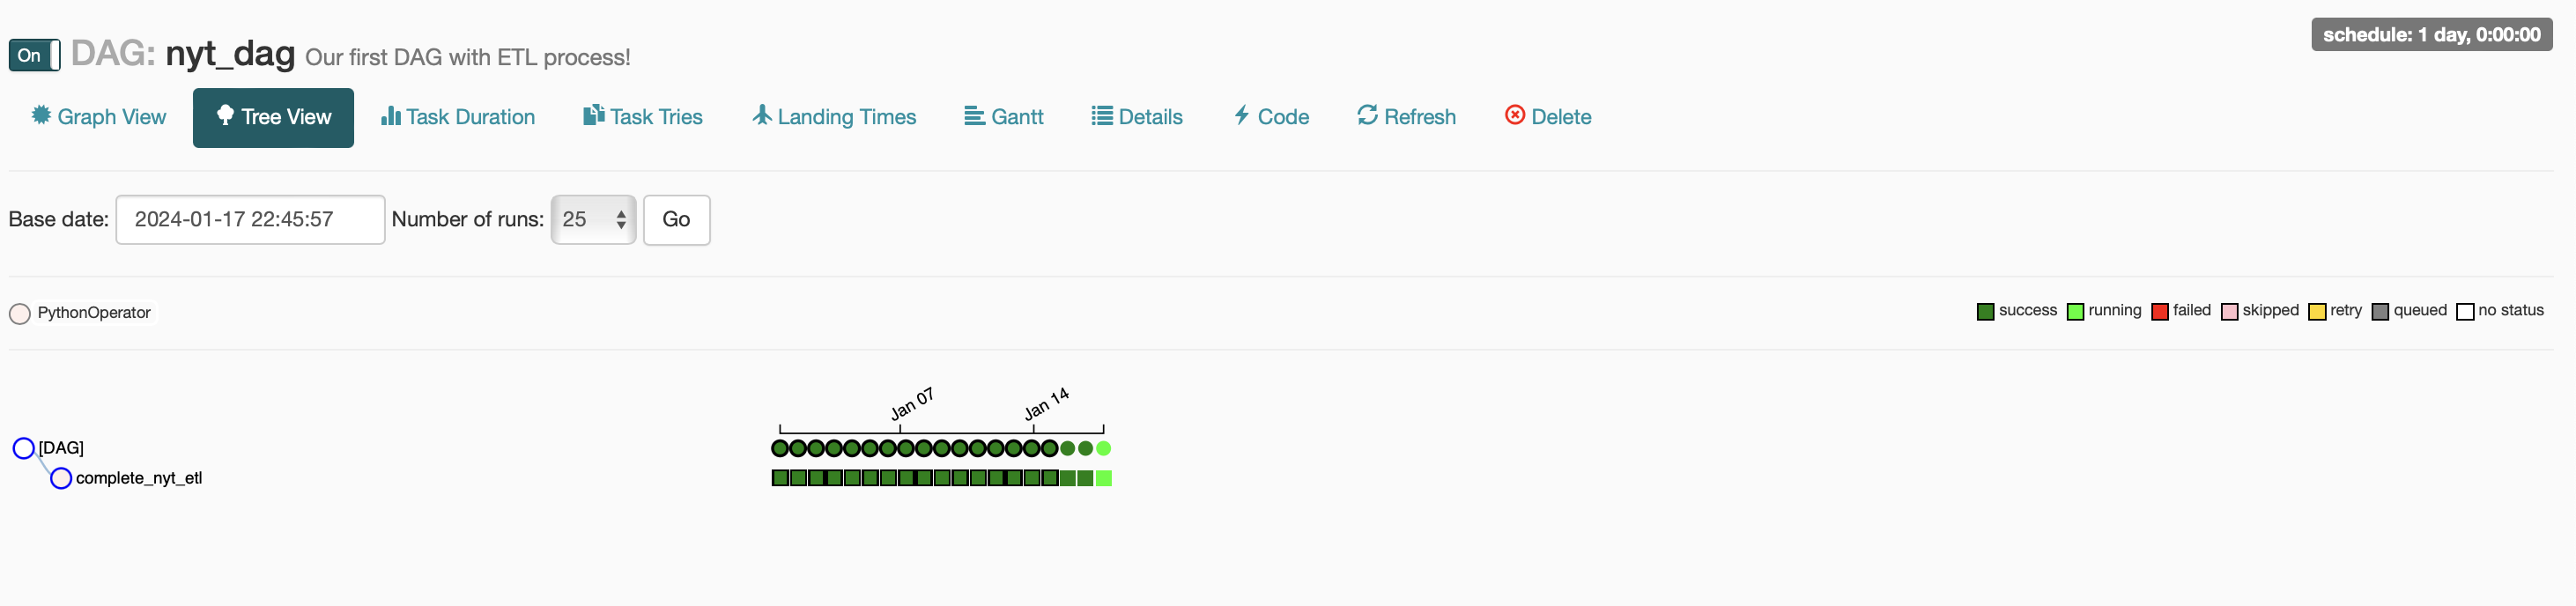 schedule: 1 day, 0:00:00
On DAG: nyt_dag Our first DAG with ETL process!
Graph View Tree View Task Duration Task Tries Landing Times Gantt Details Code Refresh Delete
Base date: 2024-01-17 22:45:57 Number of runs: 25 Go
PythonOperator success running failed skipped retry queued no status
Jan 07 Jan 14
[DAG]
complete_nyt_etl